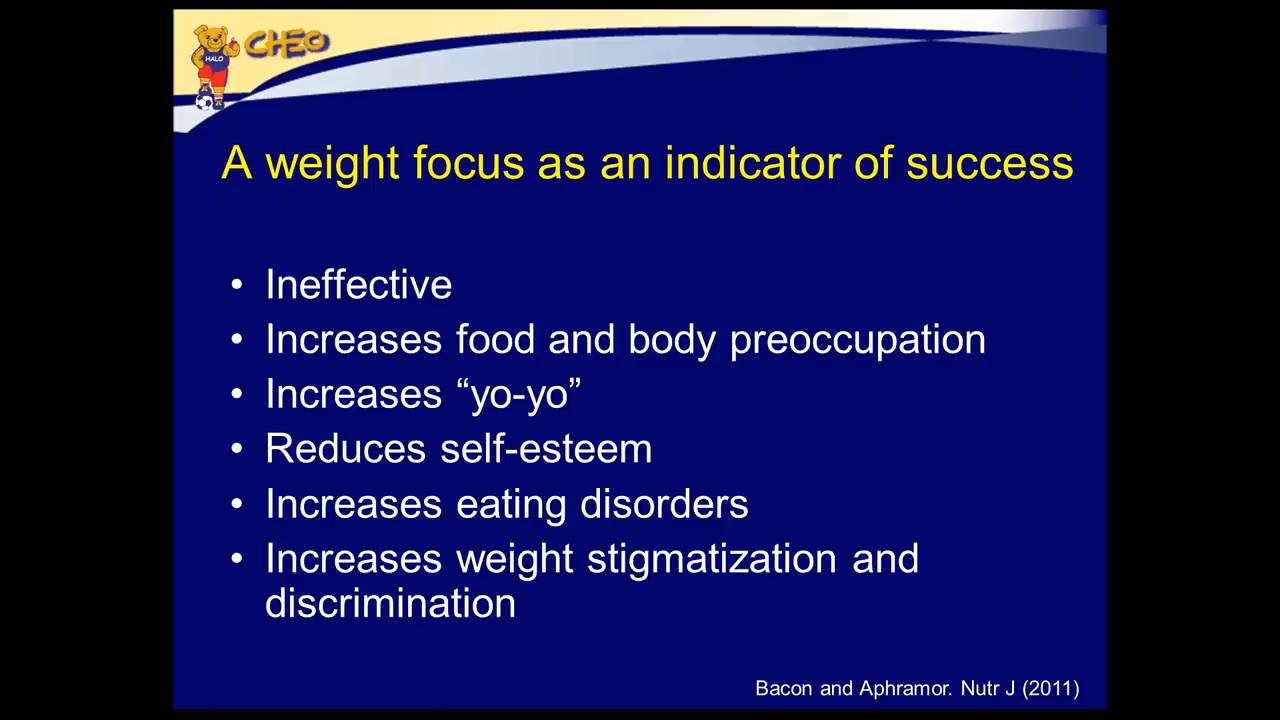 CHEO
HALO
A weight focus as an indicator of success
• Ineffective
• Increases food and body preoccupation
• Increases “yo-yo”
• Reduces self-esteem
• Increases eating disorders
• Increases weight stigmatization and
discrimination
Bacon and Aphramor. Nutr J (2011)